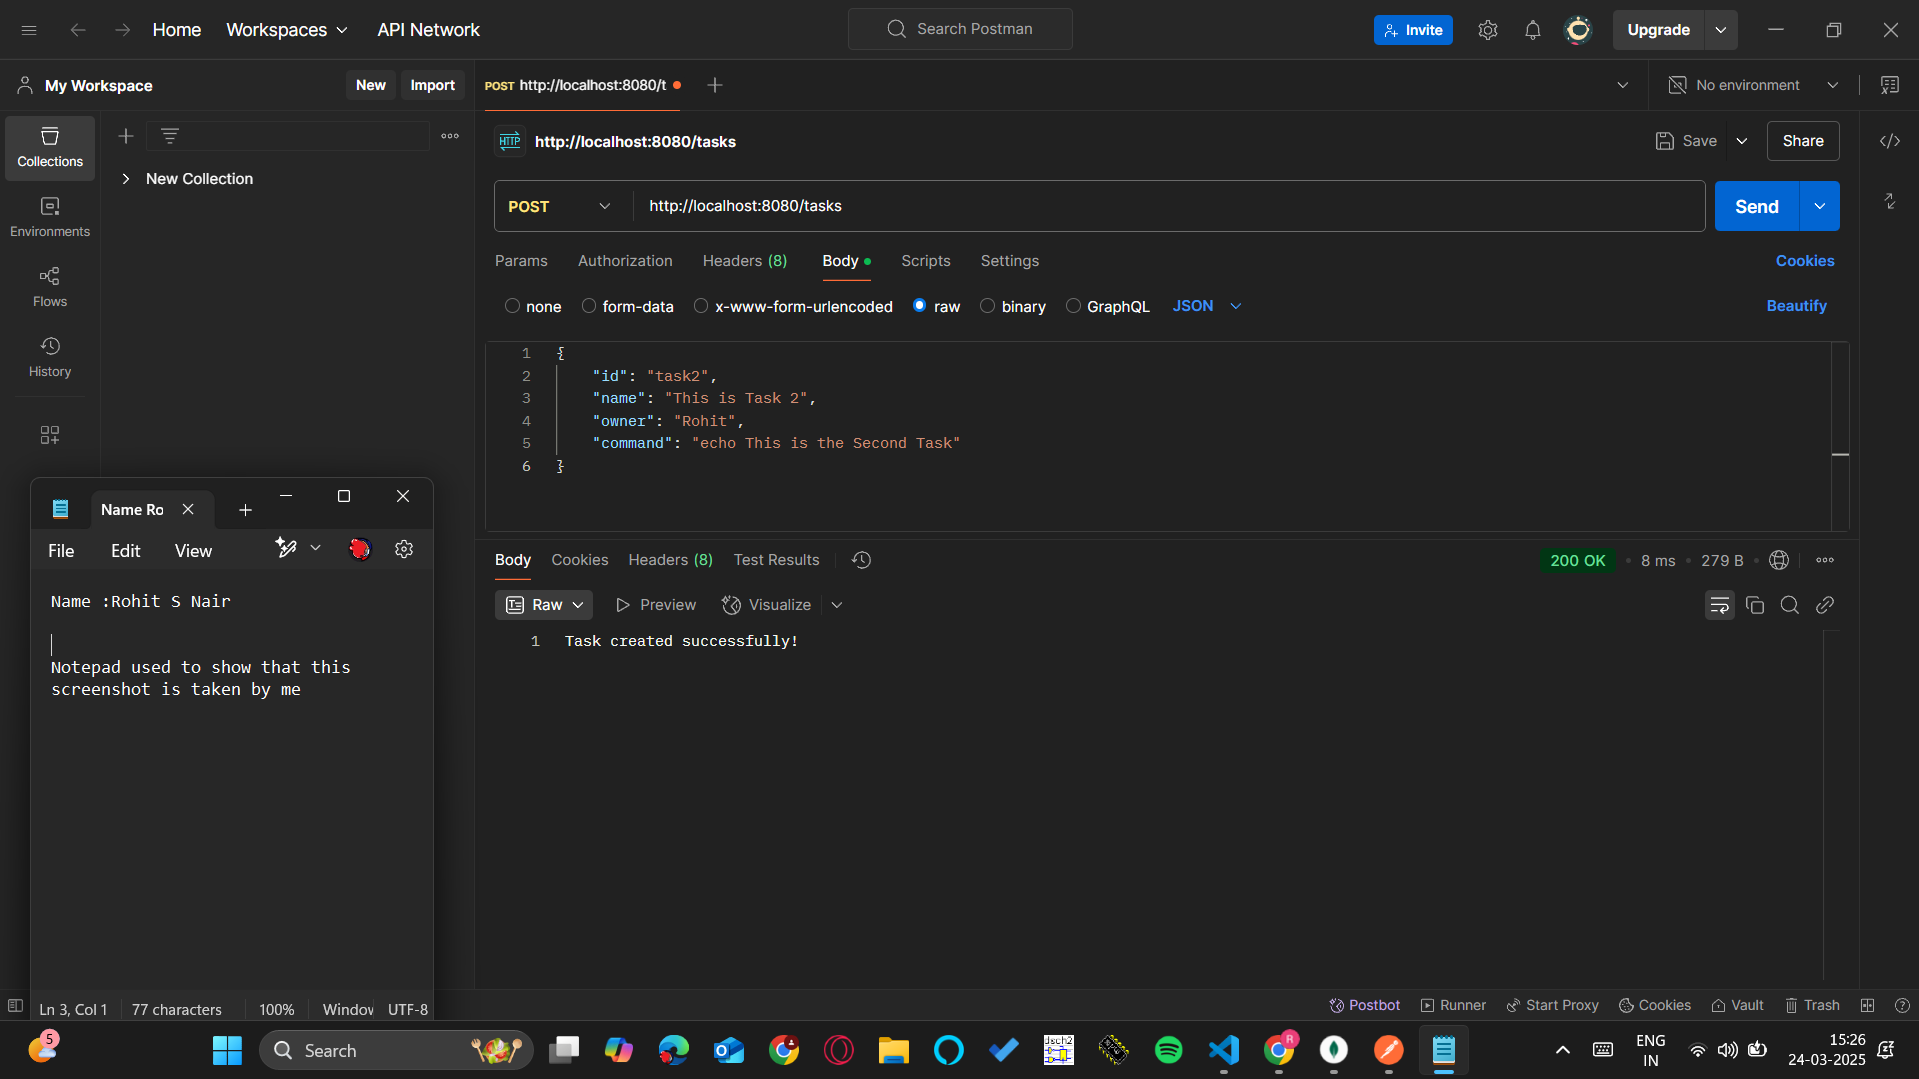 Home
Workspaces
API Network
Search Postman
Invite
Upgrade
My Workspace
New
Import
POST http://localhost:8080/t
No environment
Collections
New Collection
Environments
Flows
History
HTTP http://localhost:8080/tasks
Save
Share
POST
http://localhost:8080/tasks
Send
Params
Authorization
Headers (8)
Body
Scripts
Settings
Cookies
none
form-data
x-www-form-urlencoded
raw
binary
GraphQL
JSON
Beautify
1 {
2 "id": "task2",
3 "name": "This is Task 2",
4 "owner": "Rohit",
5 "command": "echo This is the Second Task"
6 }
Body
Cookies
Headers (8)
Test Results
200 OK
8 ms
279 B
Raw
Preview
Visualize
1 Task created successfully!
Name Ro
File
Edit
View
Name :Rohit S Nair
Notepad used to show that this
screenshot is taken by me
Ln 3, Col 1
77 characters
100%
Window
UTF-8
Postbot
Runner
Start Proxy
Cookies
Vault
Trash
5
Search
dsch2
R
ENG
IN
15:26
24-03-2025